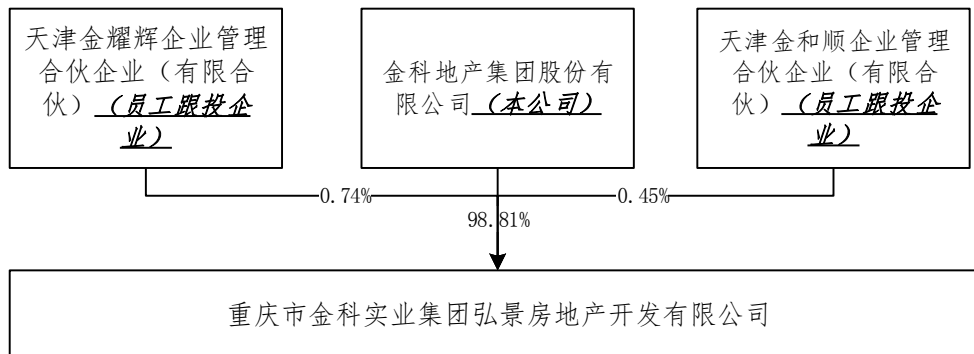 天津金耀辉企业管理
合伙企业（有限合
伙）（员工跟投企
业）
金科地产集团股份有
限公司（本公司）
天津金和顺企业管理
合伙企业（有限合
伙）（员工跟投企
业）
0.74%
0.45%
98.81%
重庆市金科实业集团弘景房地产开发有限公司